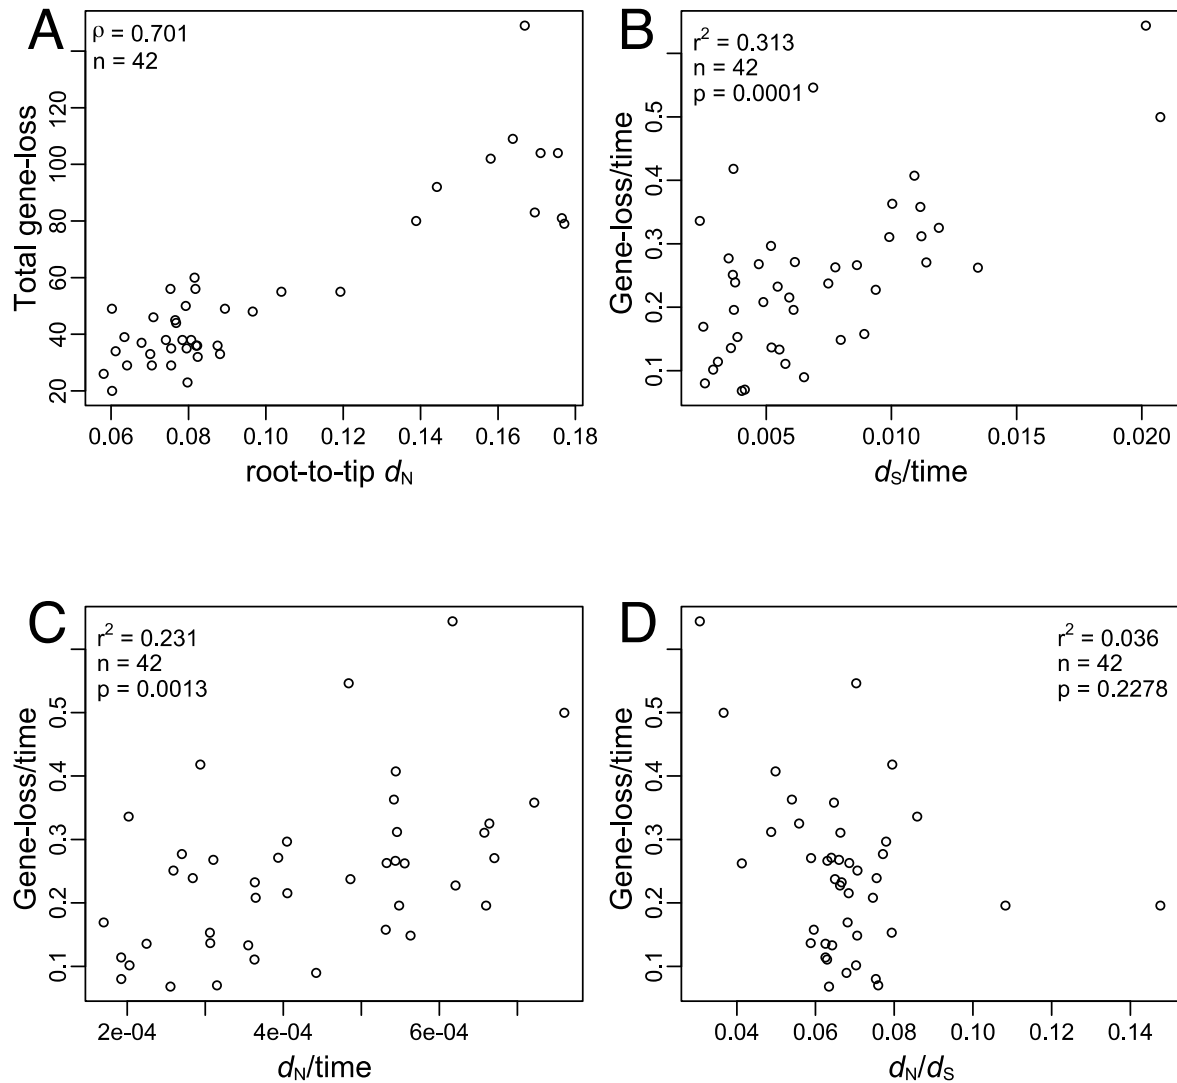 A
ρ = 0.701
n = 42
Total gene-loss
20
40
60
80
100
120
0.06 0.08 0.10 0.12 0.14 0.16 0.18
root-to-tip dN
B
r² = 0.313
n = 42
p = 0.0001
Gene-loss/time
0.1
0.2
0.3
0.4
0.5
0.005 0.010 0.015 0.020
dS/time
C
r² = 0.231
n = 42
p = 0.0013
Gene-loss/time
0.1
0.2
0.3
0.4
0.5
2e-04 4e-04 6e-04
dN/time
D
r² = 0.036
n = 42
p = 0.2278
Gene-loss/time
0.1
0.2
0.3
0.4
0.5
0.04 0.06 0.08 0.10 0.12 0.14
dN/dS